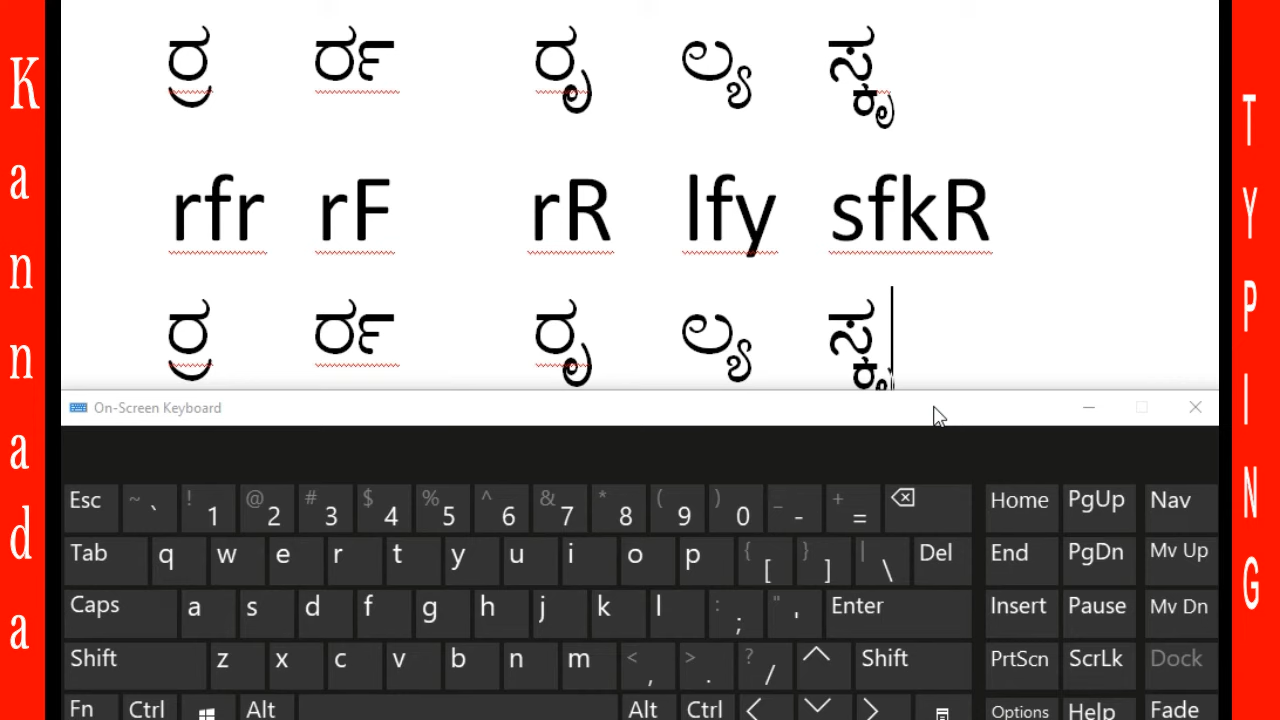 Kannada
ರ್ರ ರ್೯ ರೃ ಲ್ಯ ಸ್ಕೃ
rfr rF rR lfy sfkR
ರ್ರ ರ್೯ ರೃ ಲ್ಯ ಸ್ಕೃ
On-Screen Keyboard
Esc ~ ` ! 1 @ 2 # 3 $ 4 % 5 ^ 6 & 7 * 8 ( 9 ) 0 _ - + = Home PgUp Nav
Tab q w e r t y u i o p { [ } ] | \ Del End PgDn Mv Up
Caps a s d f g h j k l : ; " ' Enter Insert Pause Mv Dn
Shift z x c v b n m < , > . ? / Shift PrtScn ScrLk Dock
Fn Ctrl Alt Alt Ctrl Options Help Fade
TYPING